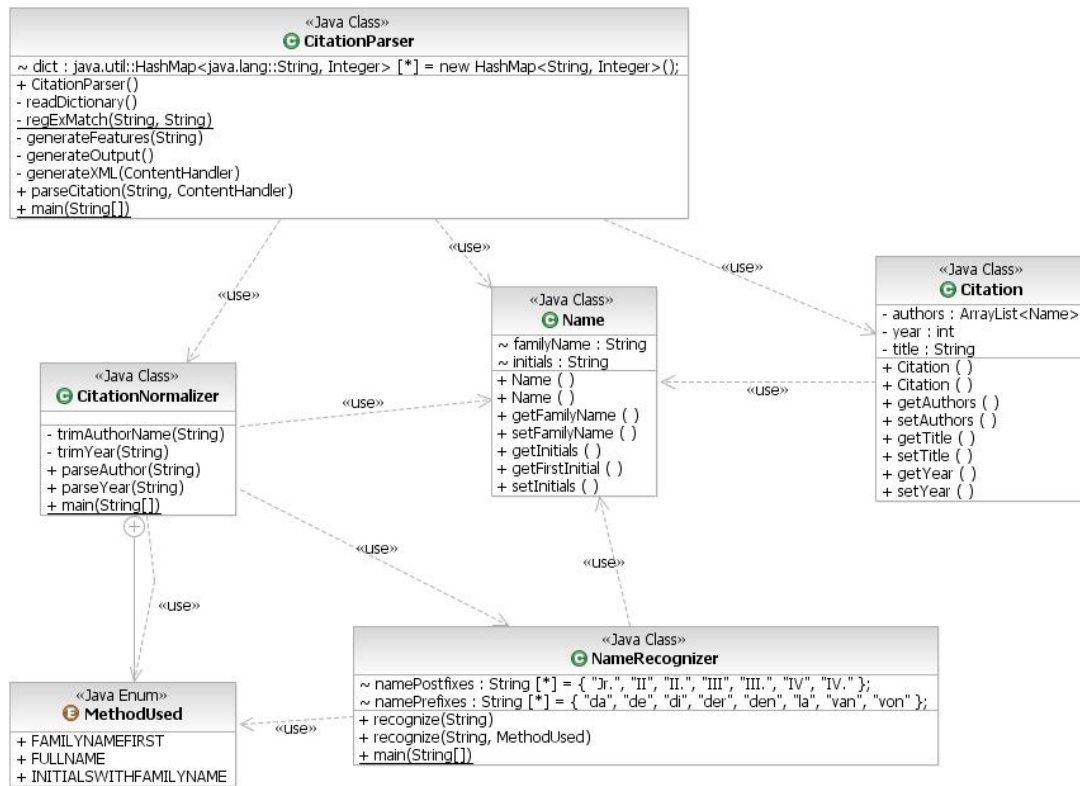 «Java Class»
CitationParser
~ dict : java.util::HashMap<java.lang::String, Integer> [*] = new HashMap<String, Integer>();
+ CitationParser()
- readDictionary()
- regExMatch(String, String)
- generateFeatures(String)
- generateOutput()
- generateXML(ContentHandler)
+ parseCitation(String, ContentHandler)
+ main(String[])
«use»
«use»
«use»
«Java Class»
Citation
- authors : ArrayList<Name>
- year : int
- title : String
+ Citation ( )
+ Citation ( )
+ getAuthors ( )
+ setAuthors ( )
+ getTitle ( )
+ setTitle ( )
+ getYear ( )
+ setYear ( )
«Java Class»
Name
~ familyName : String
~ initials : String
+ Name ( )
+ Name ( )
+ getFamilyName ( )
+ setFamilyName ( )
+ getInitials ( )
+ getFirstInitial ( )
+ setInitials ( )
«use»
«Java Class»
CitationNormalizer
- trimAuthorName(String)
- trimYear(String)
+ parseAuthor(String)
+ parseYear(String)
+ main(String[])
«use»
«use»
«use»
«use»
«Java Class»
NameRecognizer
~ namePostfixes : String [*] = { "Jr.", "II", "II.", "III", "III.", "IV", "IV." };
~ namePrefixes : String [*] = { "da", "de", "di", "der", "den", "la", "van", "von" };
+ recognize(String)
+ recognize(String, MethodUsed)
+ main(String[])
«use»
«Java Enum»
MethodUsed
+ FAMILYNAMEFIRST
+ FULLNAME
+ INITIALSWITHFAMILYNAME